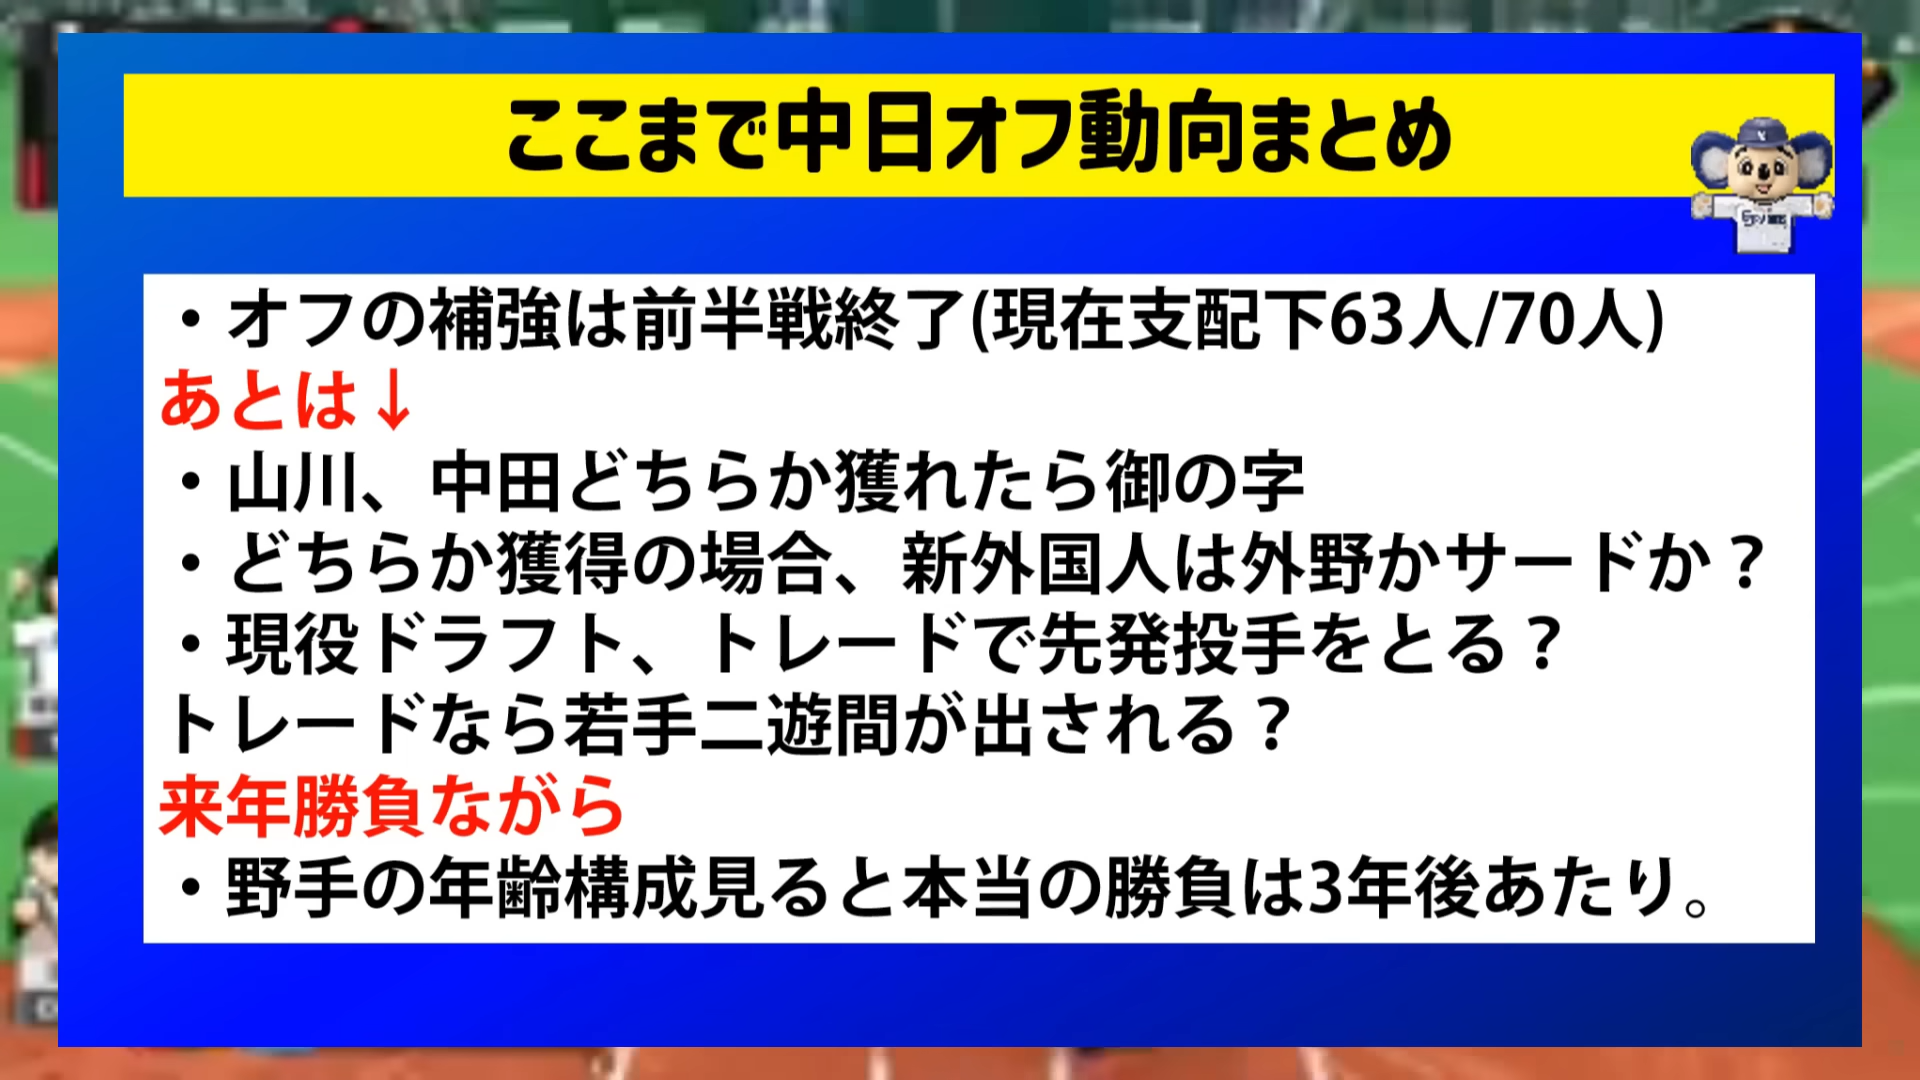 ここまで中日オフ動向まとめ
・オフの補強は前半戦終了(現在支配下63人/70人)
あとは↓
・山川、中田どちらか獲れたら御の字
・どちらか獲得の場合、新外国人は外野かサードか？
・現役ドラフト、トレードで先発投手をとる？
トレードなら若手二遊間が出される？
来年勝負ながら
・野手の年齢構成見ると本当の勝負は3年後あたり。